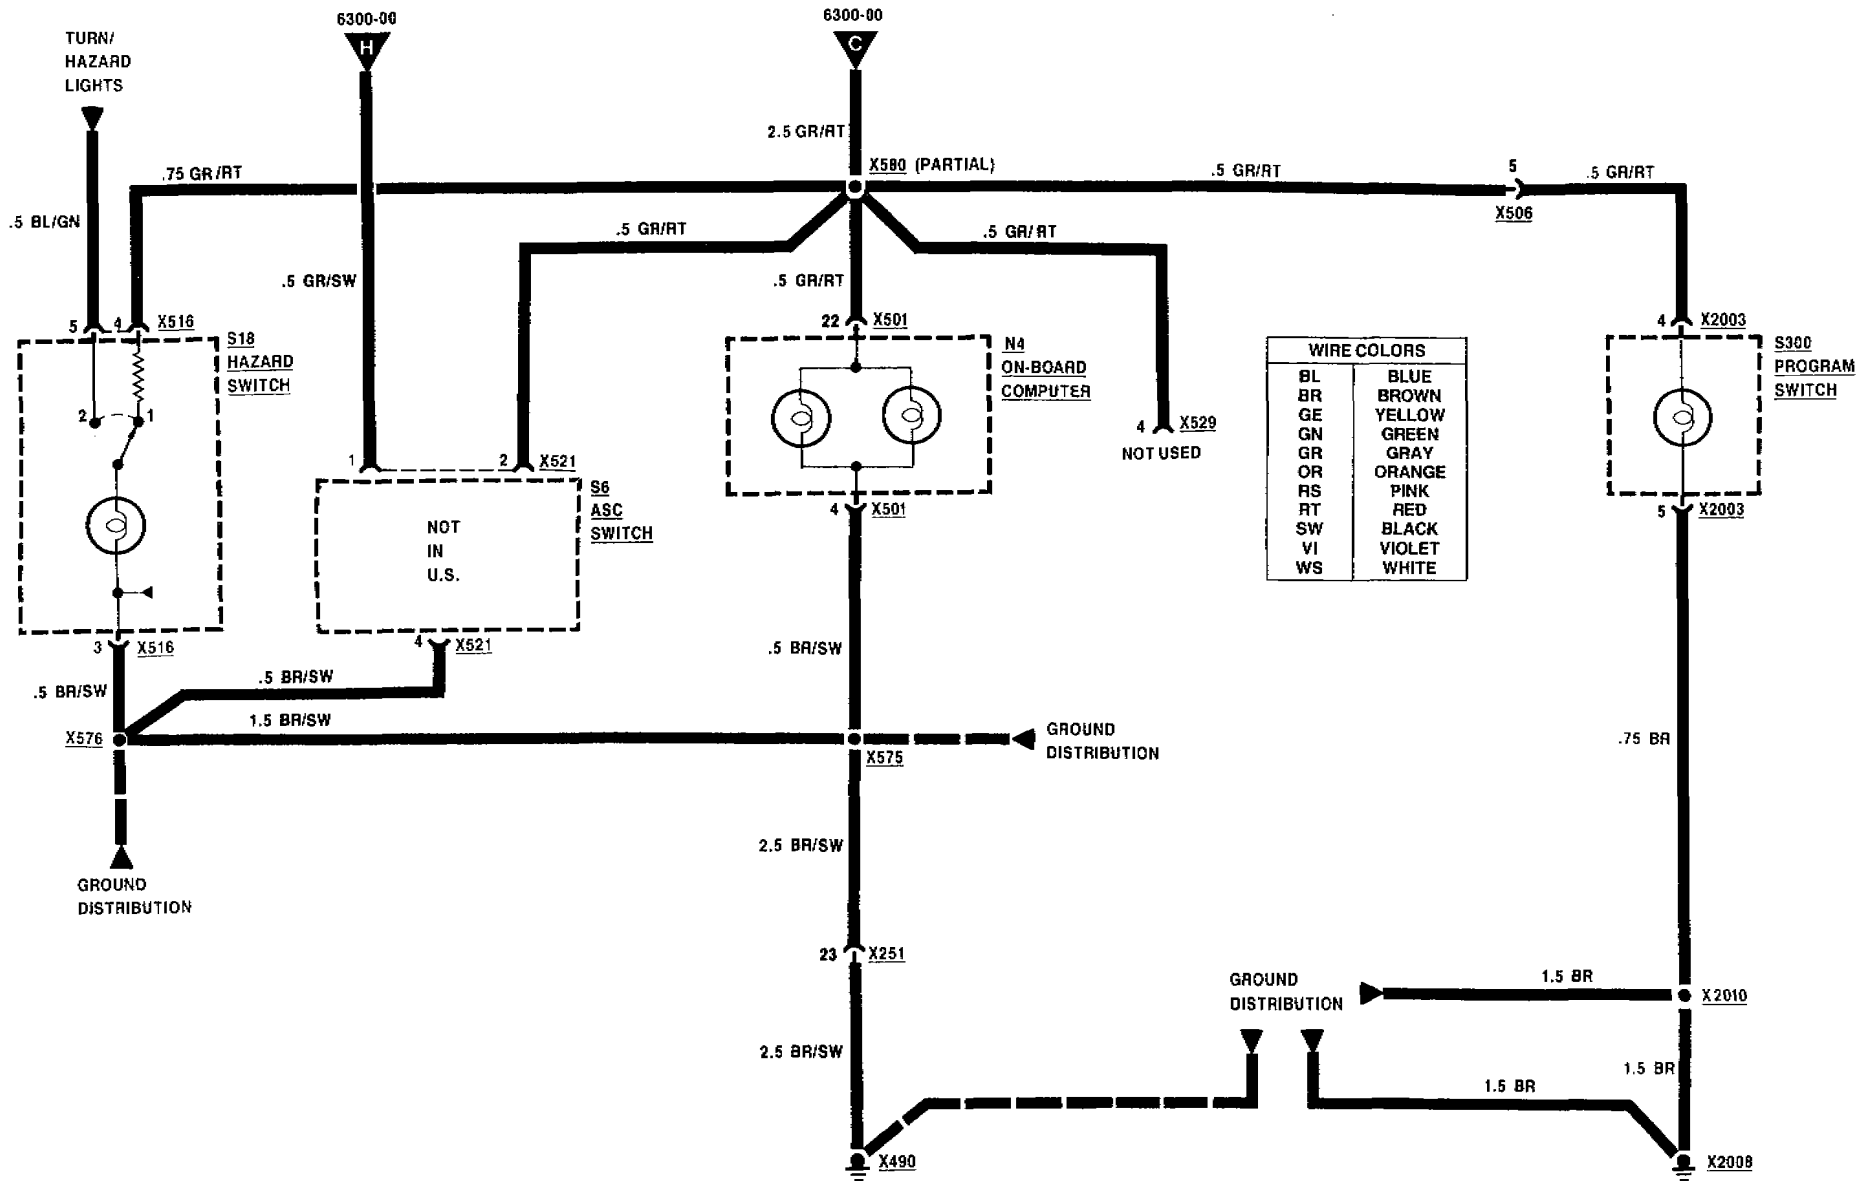 6300-00
6300-00
TURN/
HAZARD
LIGHTS
H
C
2.5 GR/RT
X580 (PARTIAL)
.75 GR/RT
.5 GR/RT
5
.5 GR/RT
X506
.5 BL/GN
.5 GR/RT
.5 GR/RT
.5 GR/SW
.5 GR/RT
5
4
X516
22
X501
4
X2003
S18
HAZARD
SWITCH
N4
ON-BOARD
COMPUTER
S300
PROGRAM
SWITCH
WIRE COLORS
BL BLUE
BR BROWN
GE YELLOW
GN GREEN
GR GRAY
OR ORANGE
RS PINK
RT RED
SW BLACK
VI VIOLET
WS WHITE
2
1
4
X529
NOT USED
1
2
X521
S6
ASC
SWITCH
NOT
IN
U.S.
4
X501
5
X2003
3
X516
4
X521
.5 BR/SW
.5 BR/SW
.5 BR/SW
1.5 BR/SW
X576
X575
GROUND
DISTRIBUTION
.75 BR
2.5 BR/SW
GROUND
DISTRIBUTION
23
X251
GROUND
DISTRIBUTION
1.5 BR
X2010
2.5 BR/SW
1.5 BR
1.5 BR
X490
X2008